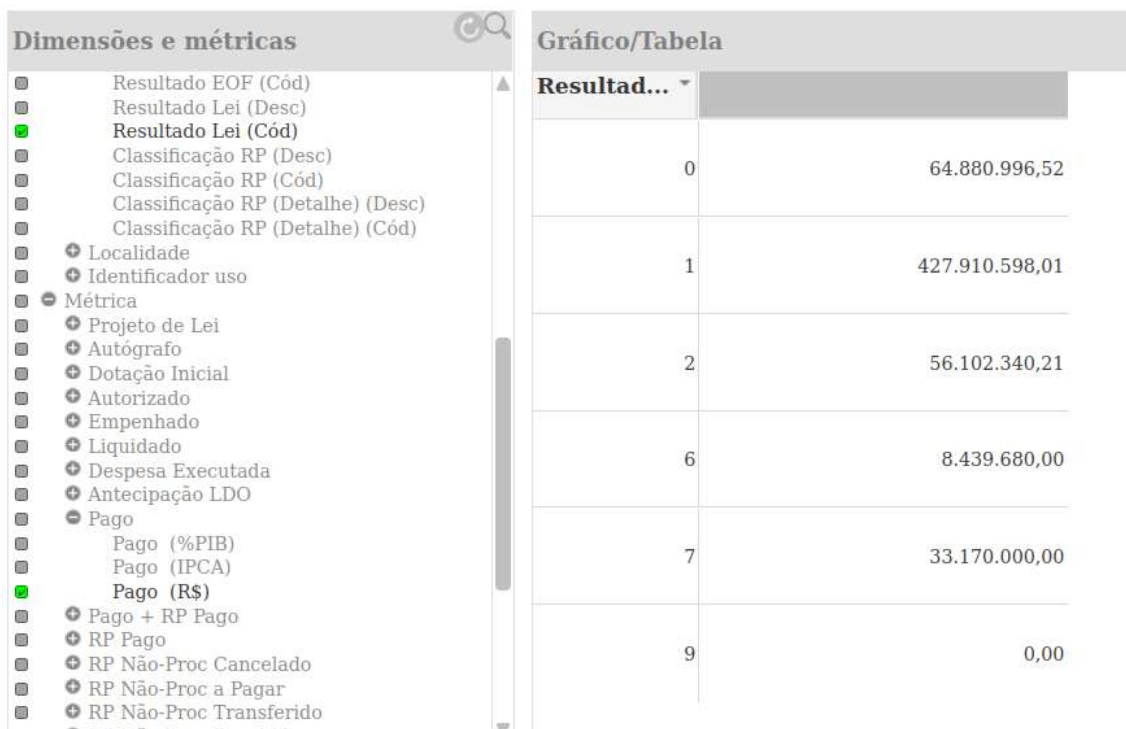 Dimensões e métricas
Resultado EOF (Cód)
Resultado Lei (Desc)
Resultado Lei (Cód)
Classificação RP (Desc)
Classificação RP (Cód)
Classificação RP (Detalhe) (Desc)
Classificação RP (Detalhe) (Cód)
Localidade
Identificador uso
Métrica
Projeto de Lei
Autógrafo
Dotação Inicial
Autorizado
Empenhado
Liquidado
Despesa Executada
Antecipação LDO
Pago
Pago (%PIB)
Pago (IPCA)
Pago (R$)
Pago + RP Pago
RP Pago
RP Não-Proc Cancelado
RP Não-Proc a Pagar
RP Não-Proc Transferido
Gráfico/Tabela
Resultad...
0 64.880.996,52
1 427.910.598,01
2 56.102.340,21
6 8.439.680,00
7 33.170.000,00
9 0,00